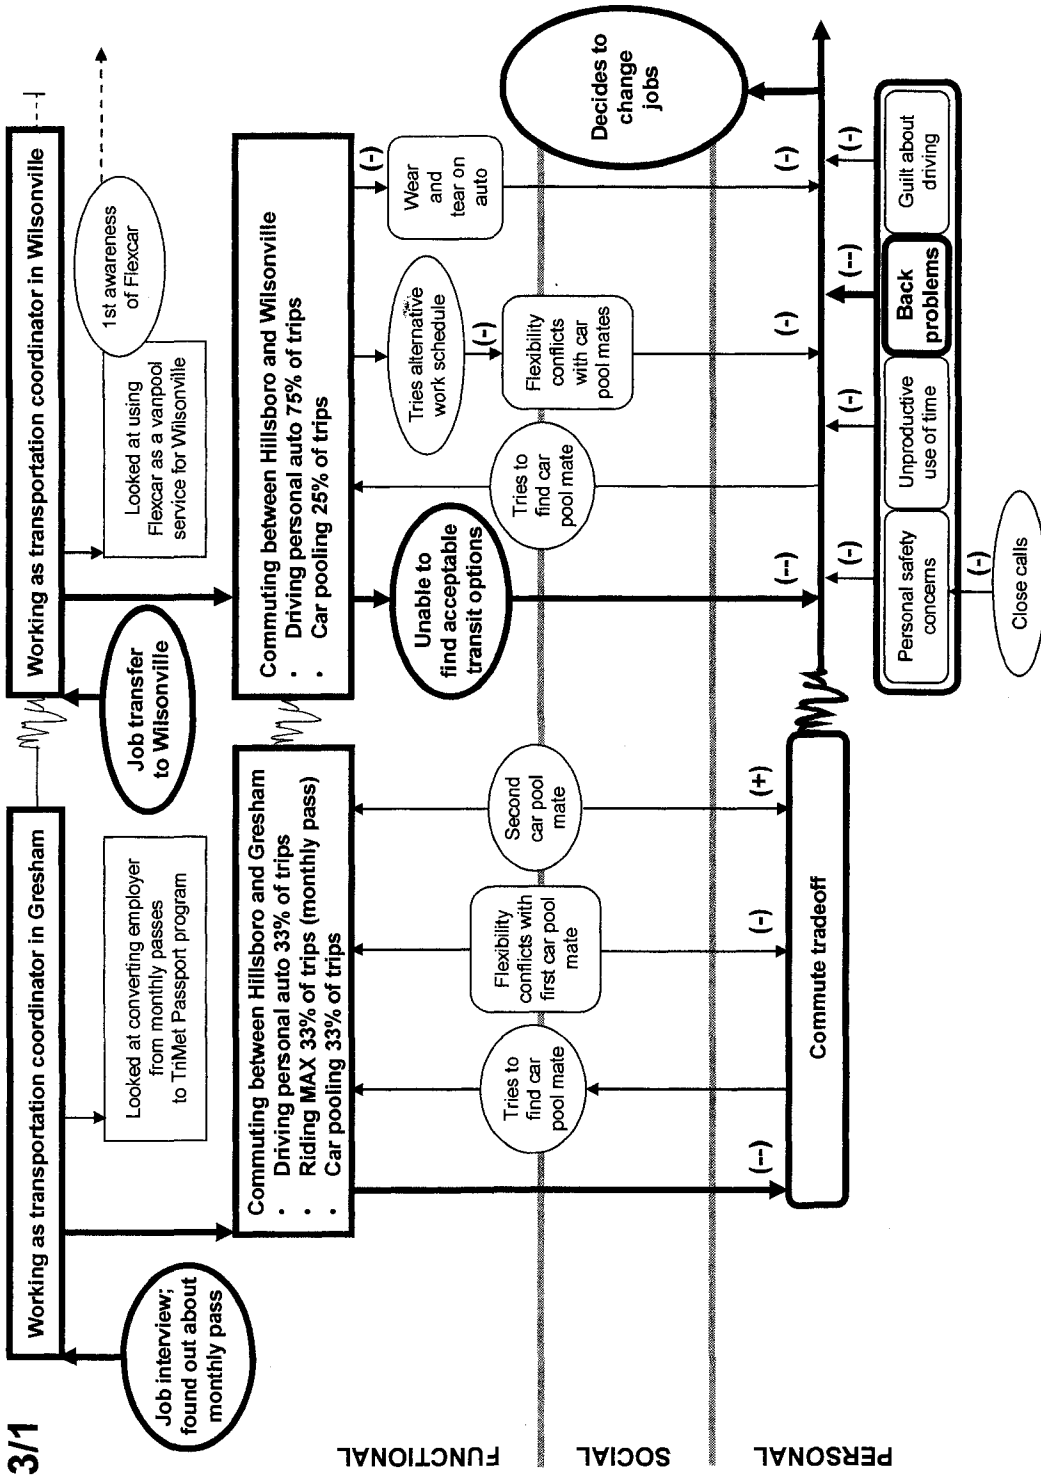 3/1
Working as transportation coordinator in Gresham
Working as transportation coordinator in Wilsonville
Job interview;
found out about
monthly pass
Looked at converting employer
from monthly passes
to TriMet Passport program
Job transfer
to Wilsonville
Looked at using
Flexcar as a vanpool
service for Wilsonville
1st awareness
of Flexcar
Commuting between Hillsboro and Gresham
• Driving personal auto 33% of trips
• Riding MAX 33% of trips (monthly pass)
• Car pooling 33% of trips
Commuting between Hillsboro and Wilsonville
• Driving personal auto 75% of trips
• Car pooling 25% of trips
FUNCTIONAL
SOCIAL
PERSONAL
(--)
Tries to
find car
pool mate
Flexibility
conflicts with
first car pool
mate
(-)
Second
car pool
mate
(+)
Commute tradeoff
Unable to
find acceptable
transit options
(--)
Tries to
find car
pool mate
Tries alternative
work schedule
(-)
Flexibility
conflicts
with car
pool mates
(-)
(-)
Wear
and
tear on
auto
(-)
Decides to
change
jobs
(-)
(-)
(--)
(-)
Personal safety
concerns
Unproductive
use of time
Back
problems
Guilt about
driving
(-)
Close calls